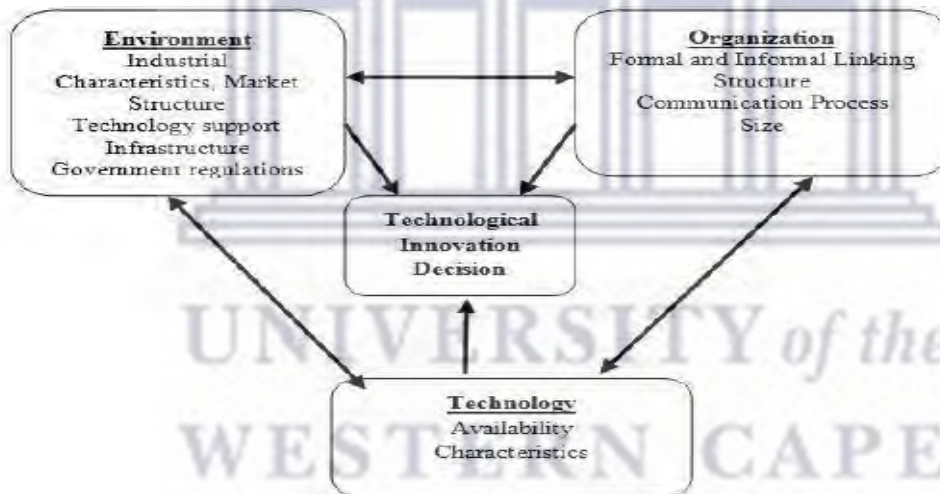 Environment
Industrial
Characteristics, Market
Structure
Technology support
Infrastructure
Government regulations
Organization
Formal and Informal Linking
Structure
Communication Process
Size
Technological
Innovation
Decision
UNIVERSITY of the
Technology
Availability
Characteristics
WESTERN CAPE